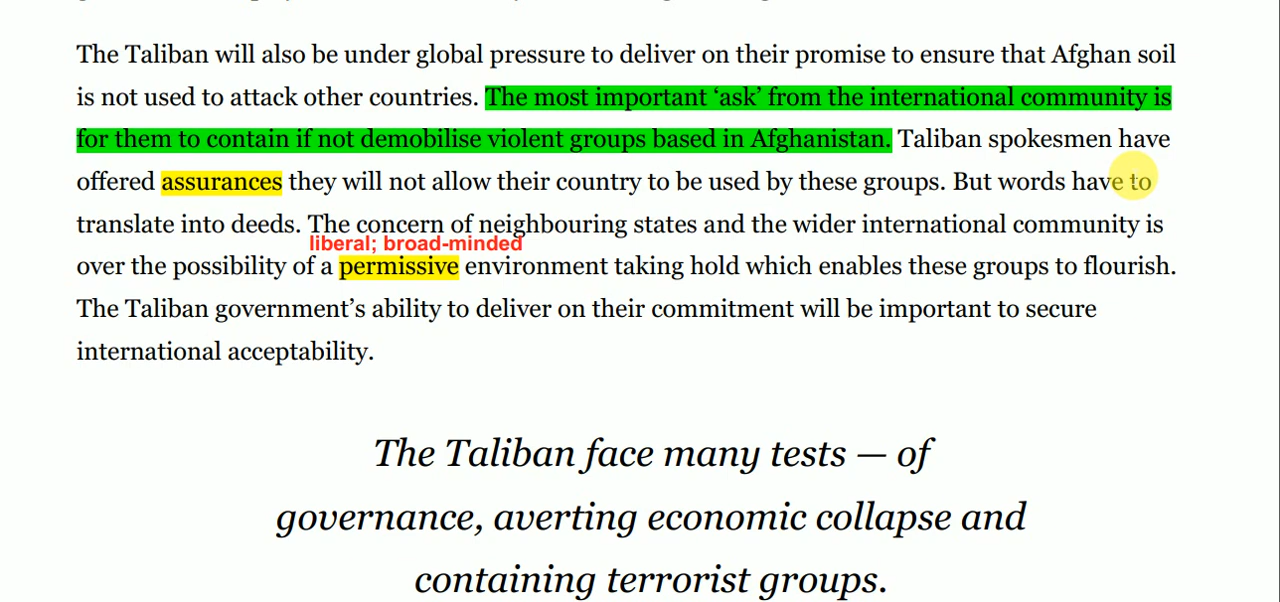 The Taliban will also be under global pressure to deliver on their promise to ensure that Afghan soil
is not used to attack other countries. The most important ‘ask’ from the international community is
for them to contain if not demobilise violent groups based in Afghanistan. Taliban spokesmen have
offered assurances they will not allow their country to be used by these groups. But words have to
translate into deeds. The concern of neighbouring states and the wider international community is
liberal; broad-minded
over the possibility of a permissive environment taking hold which enables these groups to flourish.
The Taliban government’s ability to deliver on their commitment will be important to secure
international acceptability.
The Taliban face many tests — of
governance, averting economic collapse and
containing terrorist groups.